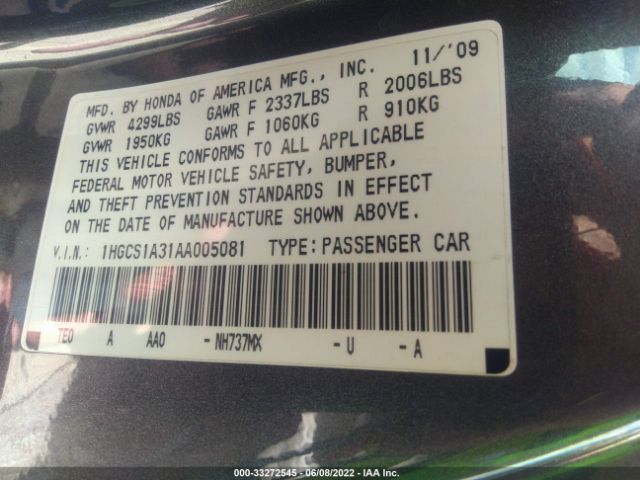 MFD. BY HONDA OF AMERICA MFG., INC. 11/'09
GVWR 4299LBS GAWR F 2337LBS R 2006LBS
GVWR 1950KG GAWR F 1060KG R 910KG
THIS VEHICLE CONFORMS TO ALL APPLICABLE
FEDERAL MOTOR VEHICLE SAFETY, BUMPER,
AND THEFT PREVENTION STANDARDS IN EFFECT
ON THE DATE OF MANUFACTURE SHOWN ABOVE.
V.I.N: 1HGCS1A31AA005081 TYPE: PASSENGER CAR
TE0 A AA0 - NH737MX - U - A
000-33272545 - 06/08/2022 - IAA Inc.